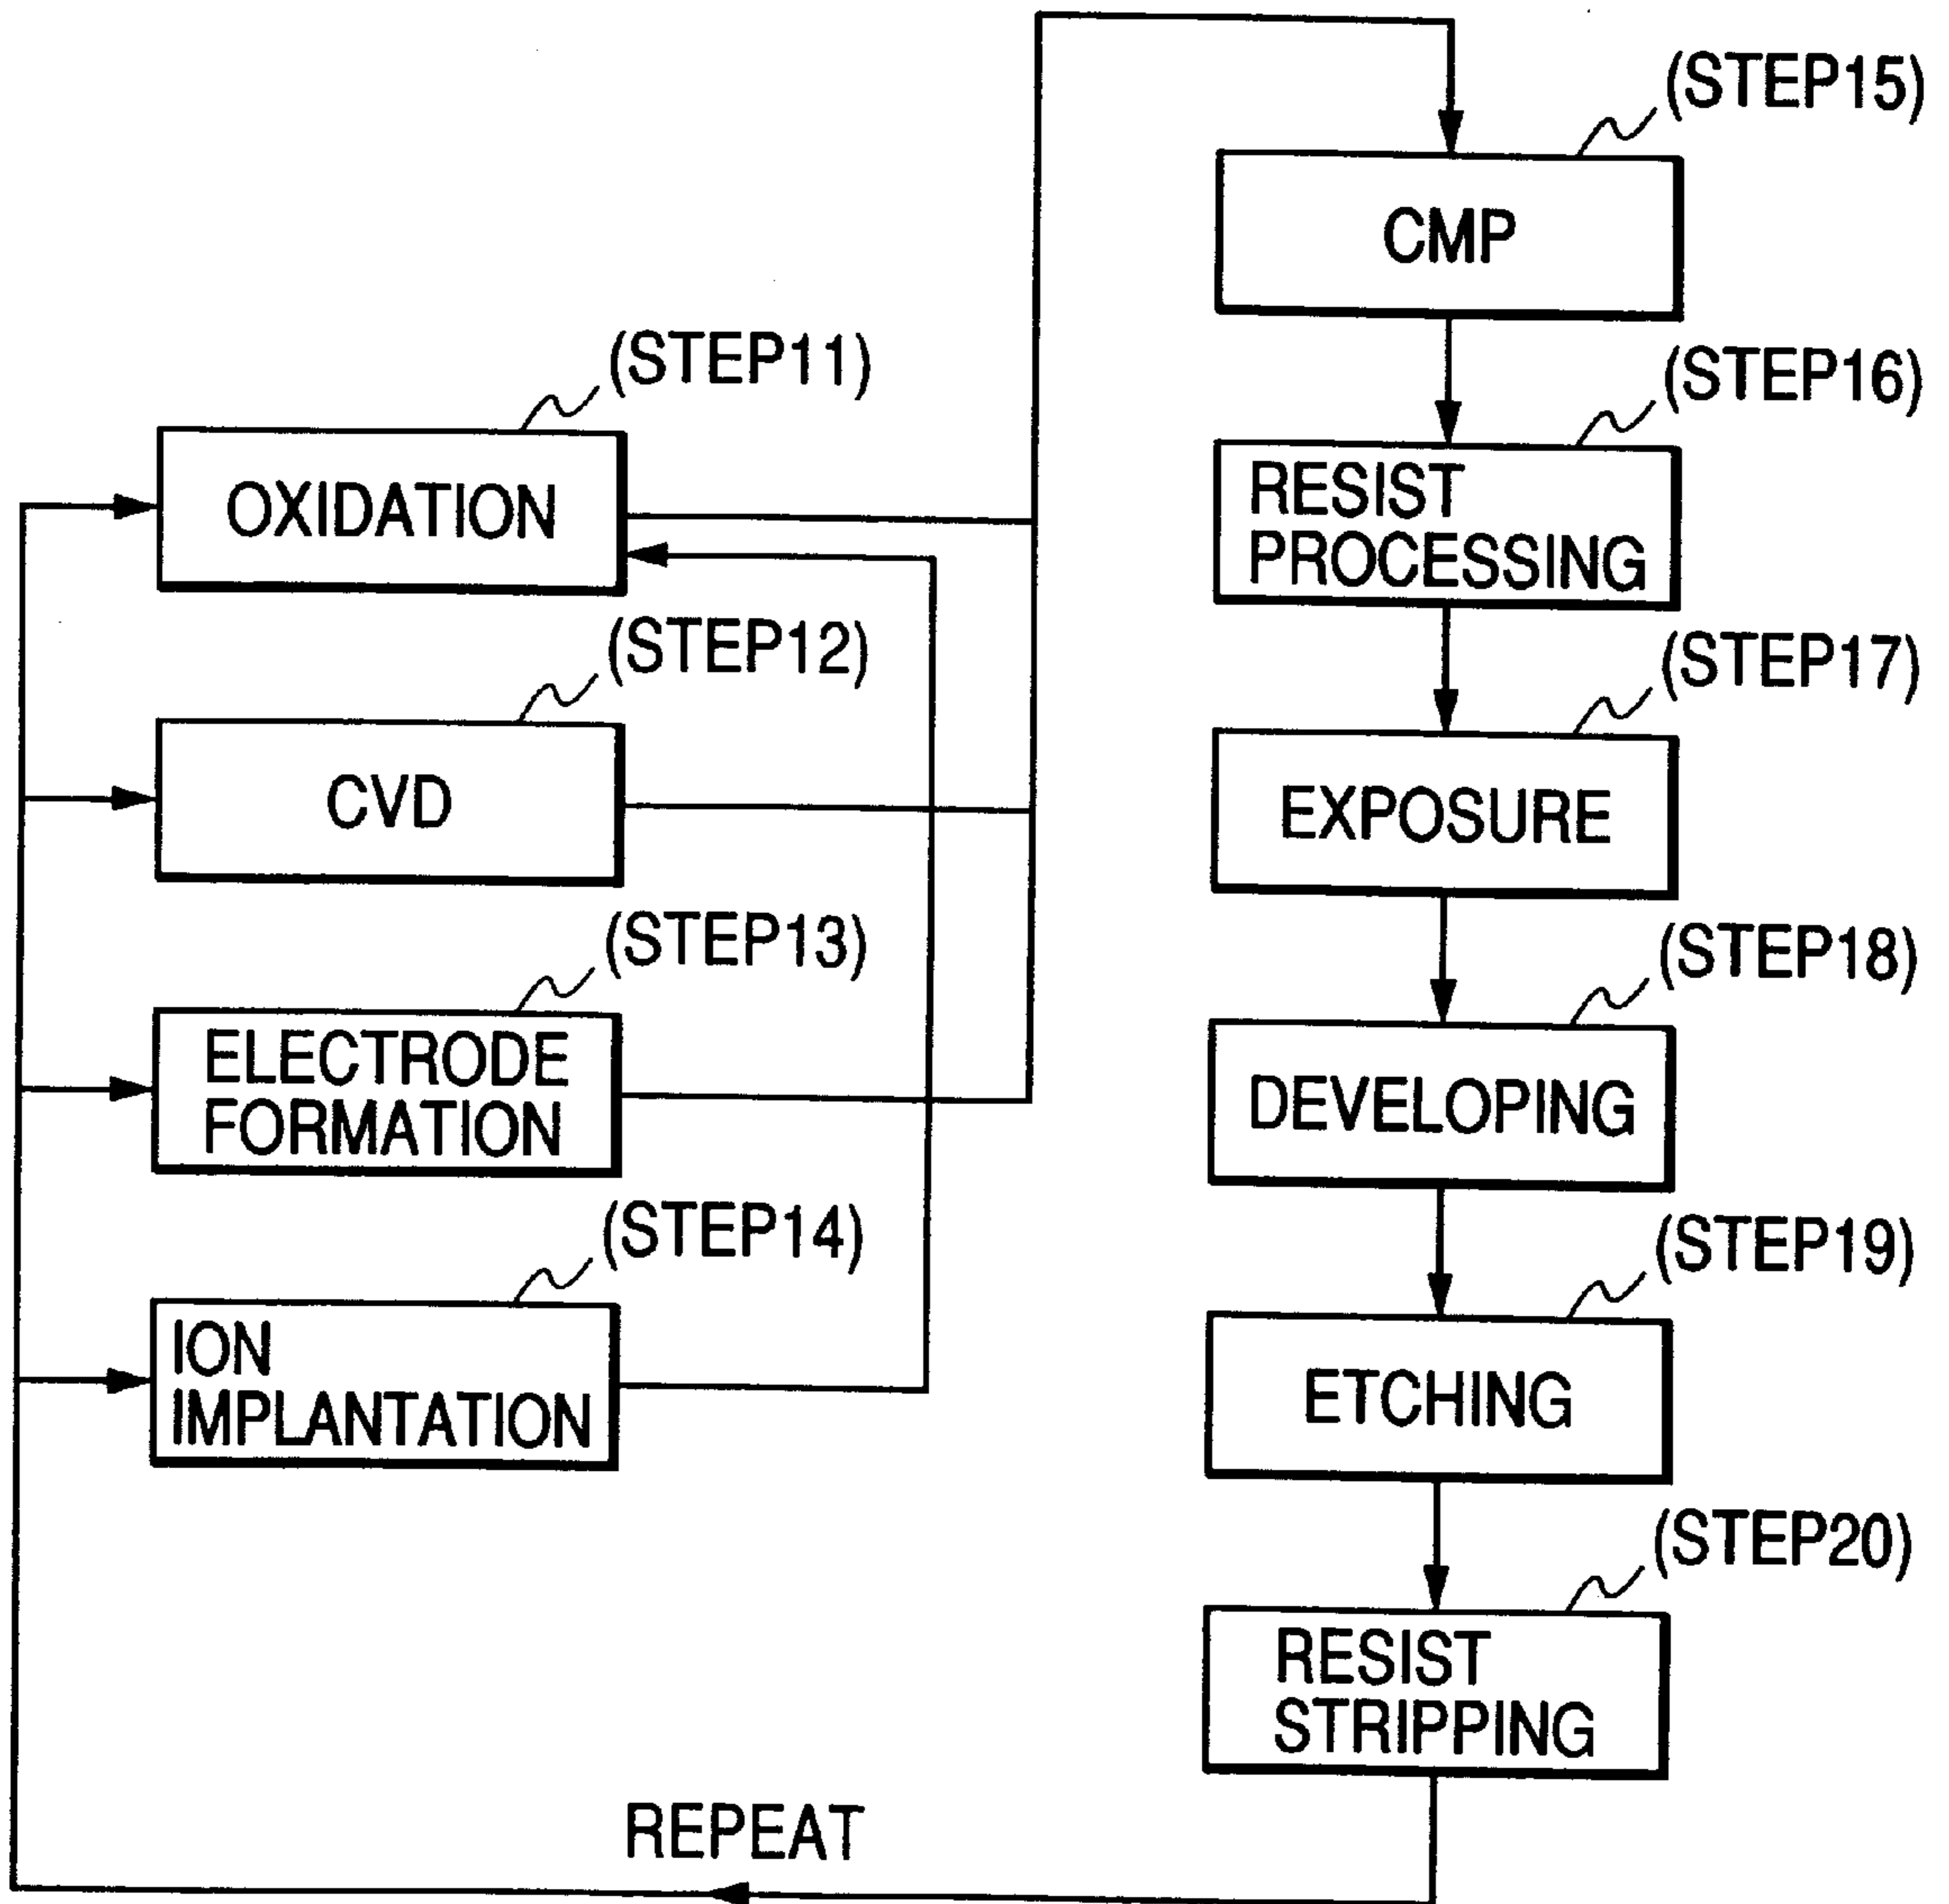 (STEP11)
OXIDATION
(STEP12)
CVD
(STEP13)
ELECTRODE
FORMATION
(STEP14)
ION
IMPLANTATION
(STEP15)
CMP
(STEP16)
RESIST
PROCESSING
(STEP17)
EXPOSURE
(STEP18)
DEVELOPING
(STEP19)
ETCHING
(STEP20)
RESIST
STRIPPING
REPEAT